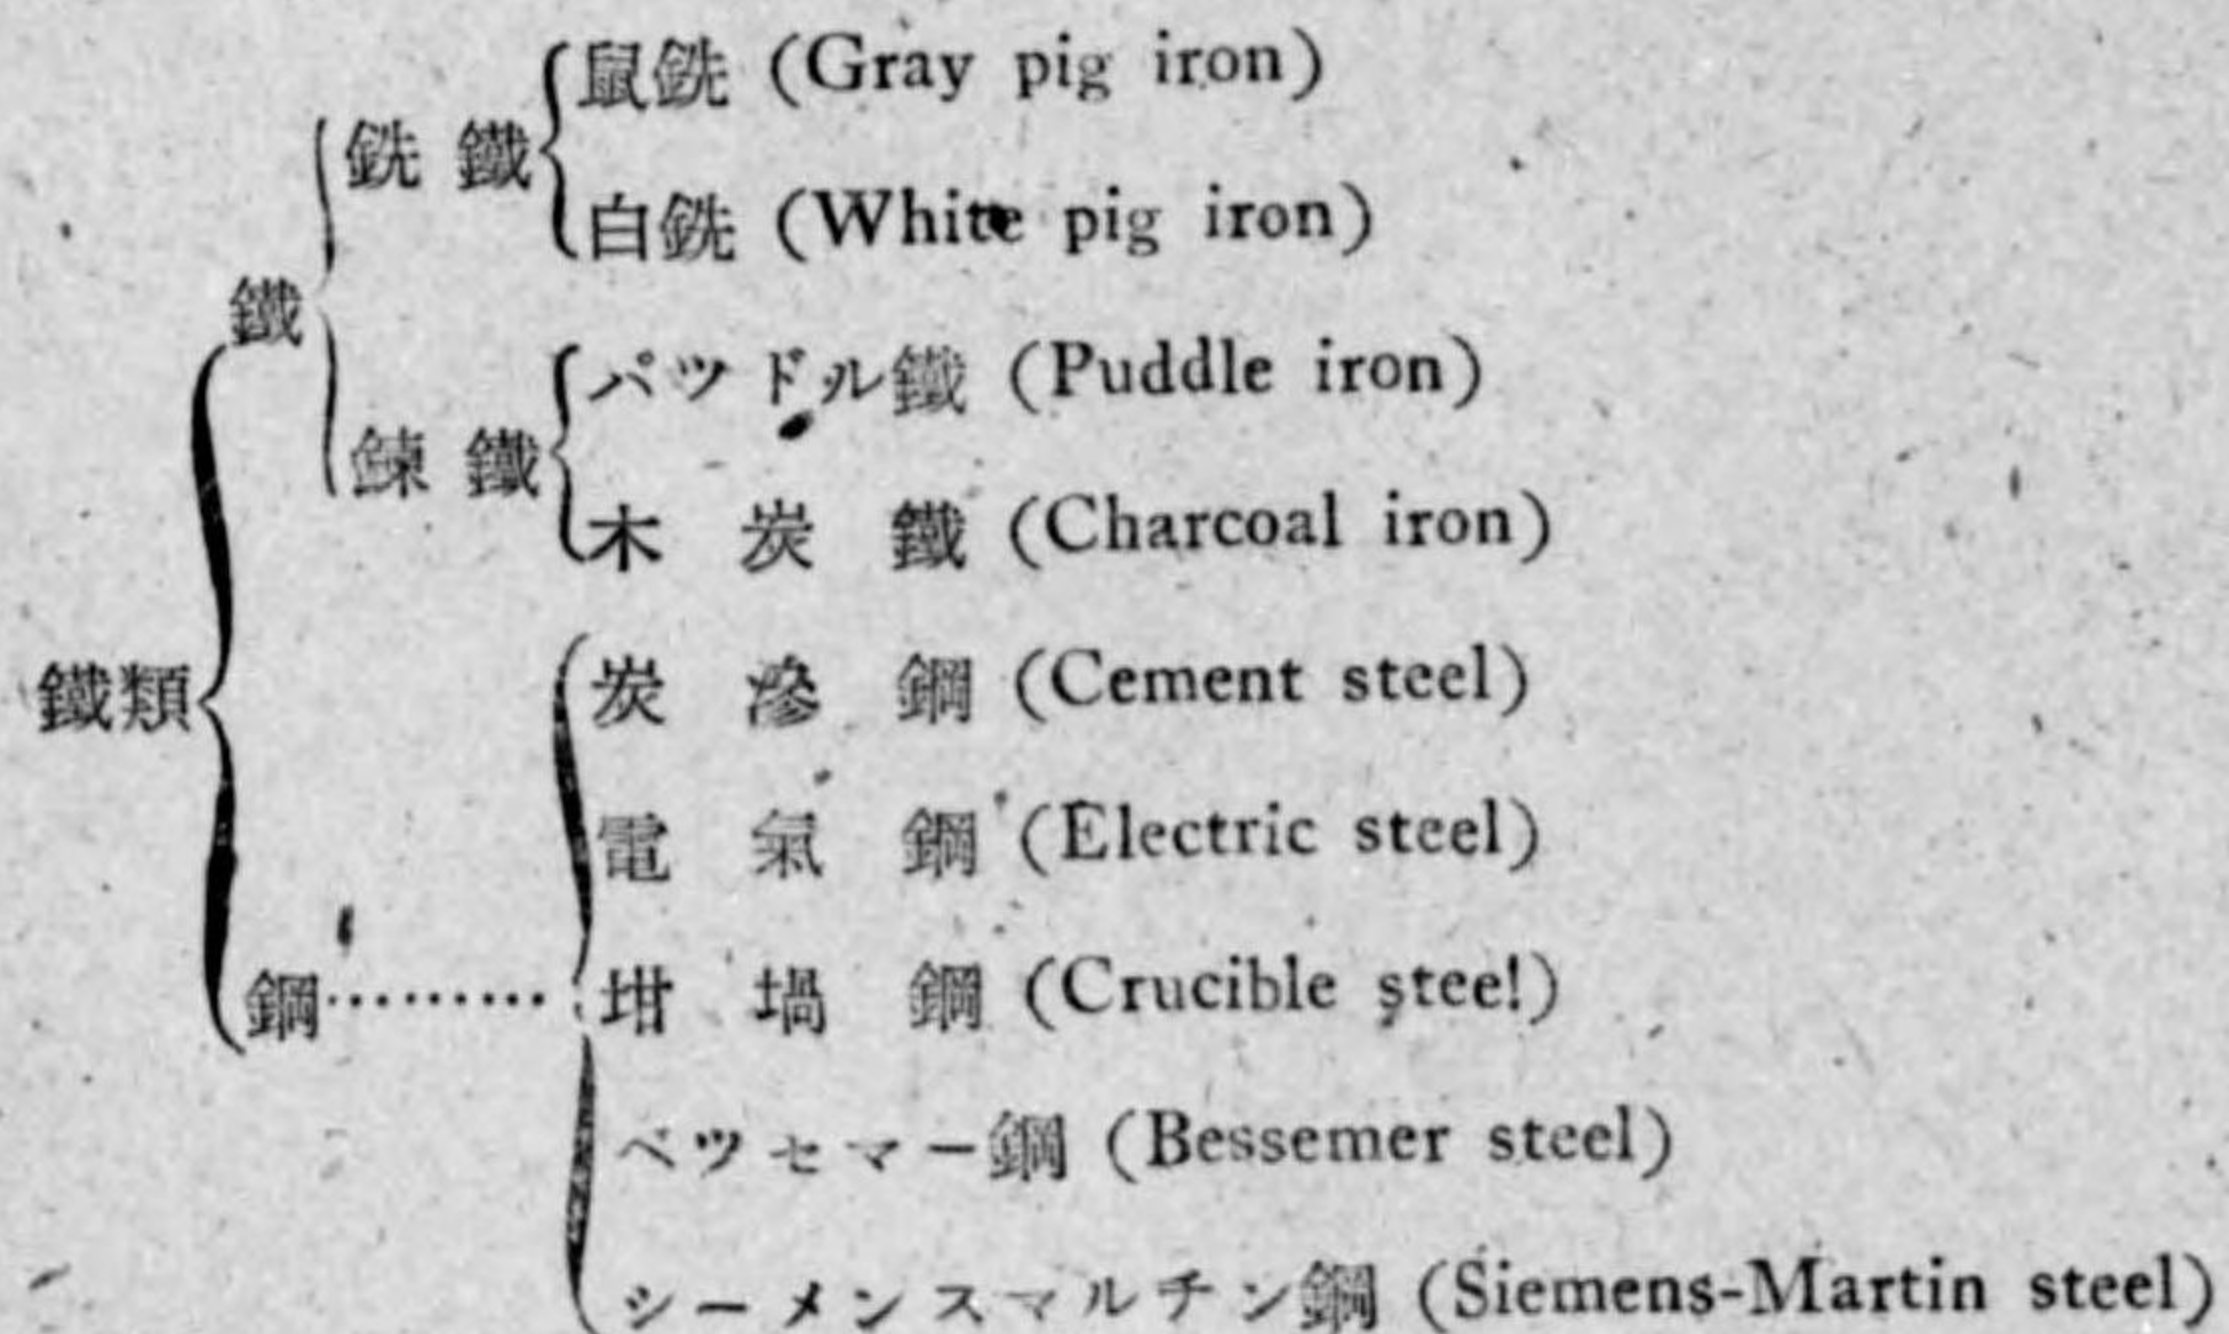 鼠銑 (Gray pig iron)
銑鐵
白銑 (White pig iron)
鐵
パツドル鐵 (Puddle iron)
鍊鐵
木炭鐵 (Charcoal iron)
炭滲鋼 (Cement steel)
鐵類
電氣鋼 (Electric steel)
鋼………坩堝鋼 (Crucible steel)
ベツセマー鋼 (Bessemer steel)
シーメンスマルチン鋼 (Siemens-Martin steel)